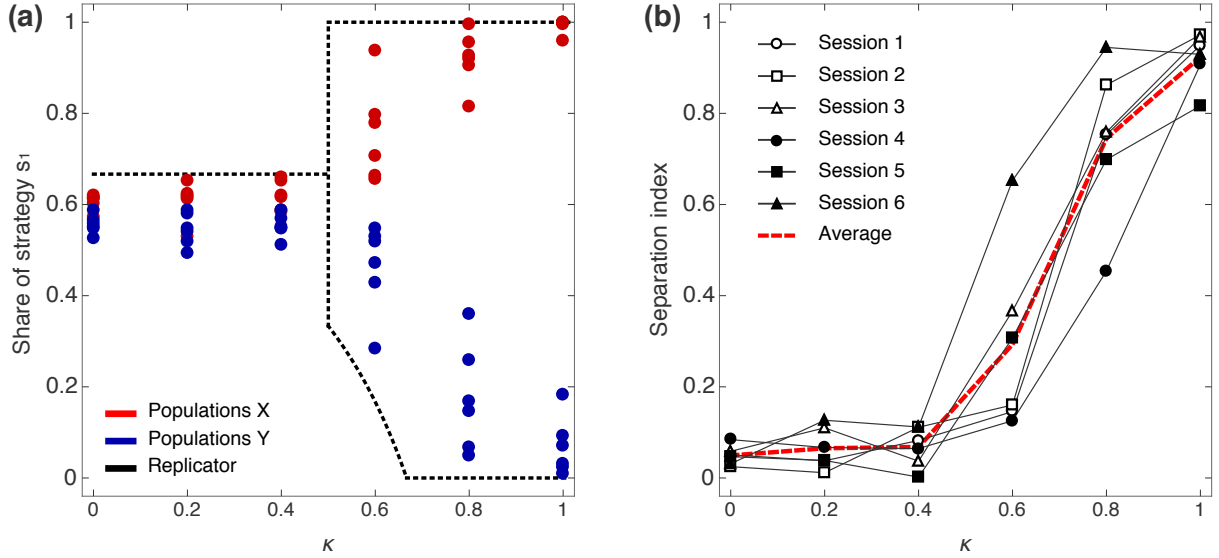 (a)
Share of strategy s₁
1
0.8
0.6
0.4
0.2
0
Populations X
Populations Y
Replicator
0 0.2 0.4 0.6 0.8 1
κ
(b)
Separation index
1
0.8
0.6
0.4
0.2
0
Session 1
Session 2
Session 3
Session 4
Session 5
Session 6
Average
0 0.2 0.4 0.6 0.8 1
κ